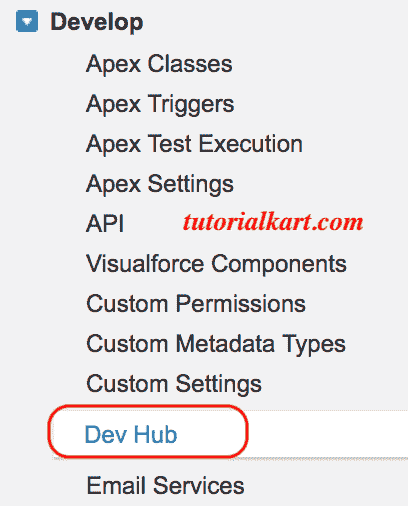 Develop
Apex Classes
Apex Triggers
Apex Test Execution
Apex Settings
API
tutorialkart.com
Visualforce Components
Custom Permissions
Custom Metadata Types
Custom Settings
Dev Hub
Email Services